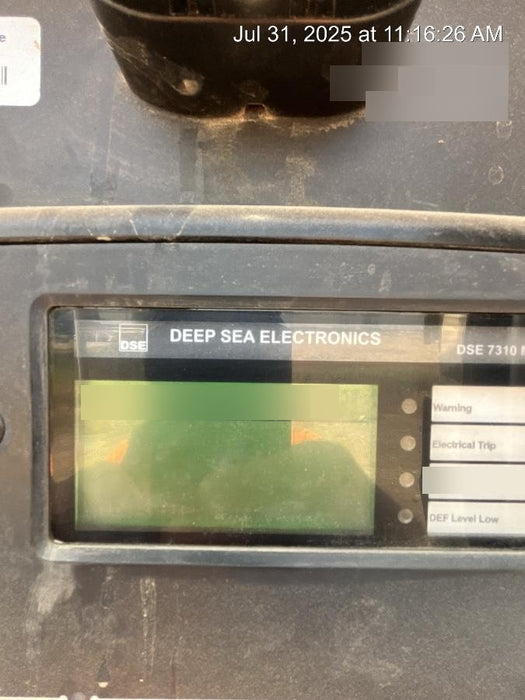 Jul 31, 2025 at 11:16:26 AM
e
DSE
DEEP SEA ELECTRONICS
DSE 7310
Warning
Electrical Trip
DEF Level Low